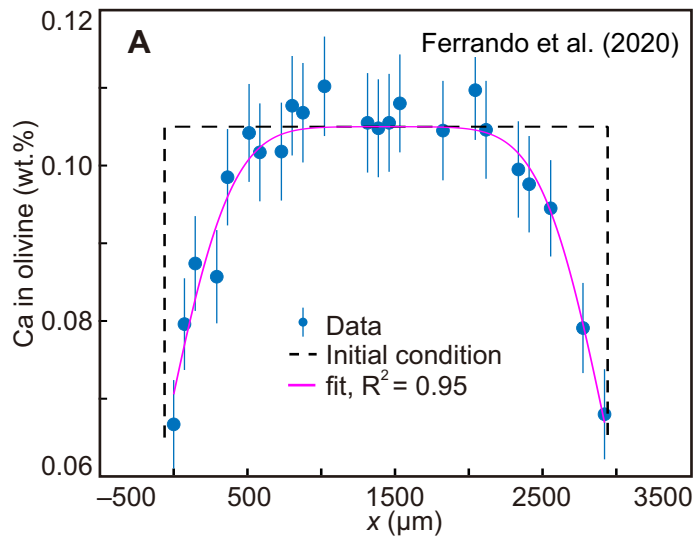 A
Ferrando et al. (2020)
0.12
0.10
0.08
0.06
Ca in olivine (wt.%)
Data
Initial condition
fit, R² = 0.95
–500
500
1500
2500
3500
x (μm)